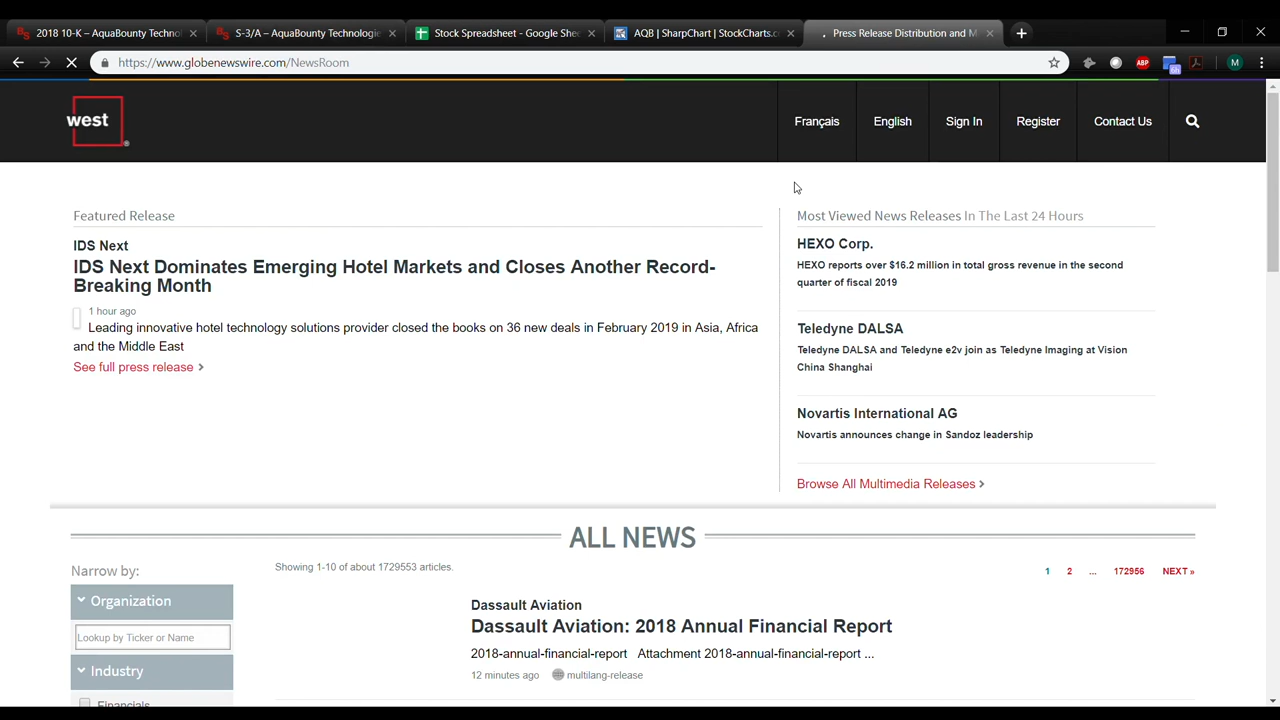 2018 10-K – AquaBounty Technol
S-3/A – AquaBounty Technologie
Stock Spreadsheet - Google Shee
AQB | SharpChart | StockCharts.c
Press Release Distribution and M
https://www.globenewswire.com/NewsRoom
ABP
6h
M
west
Français
English
Sign In
Register
Contact Us
Featured Release
IDS Next
IDS Next Dominates Emerging Hotel Markets and Closes Another Record-
Breaking Month
1 hour ago
Leading innovative hotel technology solutions provider closed the books on 36 new deals in February 2019 in Asia, Africa
and the Middle East
See full press release
Most Viewed News Releases In The Last 24 Hours
HEXO Corp.
HEXO reports over $16.2 million in total gross revenue in the second
quarter of fiscal 2019
Teledyne DALSA
Teledyne DALSA and Teledyne e2v join as Teledyne Imaging at Vision
China Shanghai
Novartis International AG
Novartis announces change in Sandoz leadership
Browse All Multimedia Releases
ALL NEWS
Narrow by:
Organization
Lookup by Ticker or Name
Industry
Financials
Showing 1-10 of about 1729553 articles.
1 2 ... 172956 NEXT »
Dassault Aviation
Dassault Aviation: 2018 Annual Financial Report
2018-annual-financial-report Attachment 2018-annual-financial-report ...
12 minutes ago multilang-release